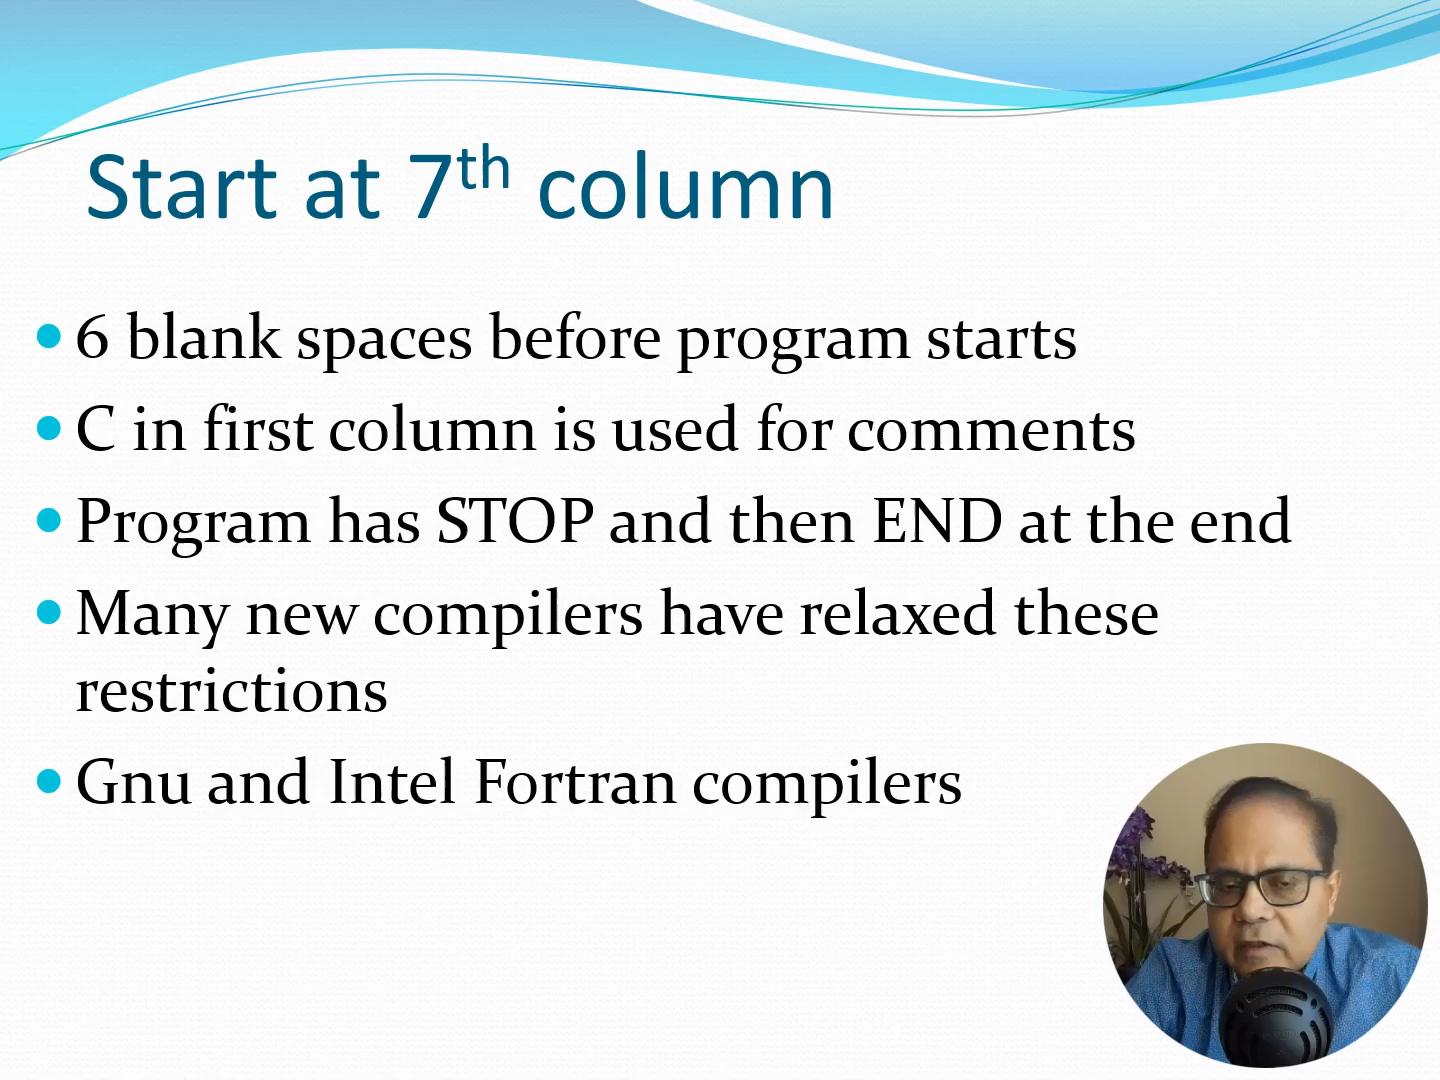 Start at 7th column
• 6 blank spaces before program starts
• C in first column is used for comments
• Program has STOP and then END at the end
• Many new compilers have relaxed these
restrictions
• Gnu and Intel Fortran compilers